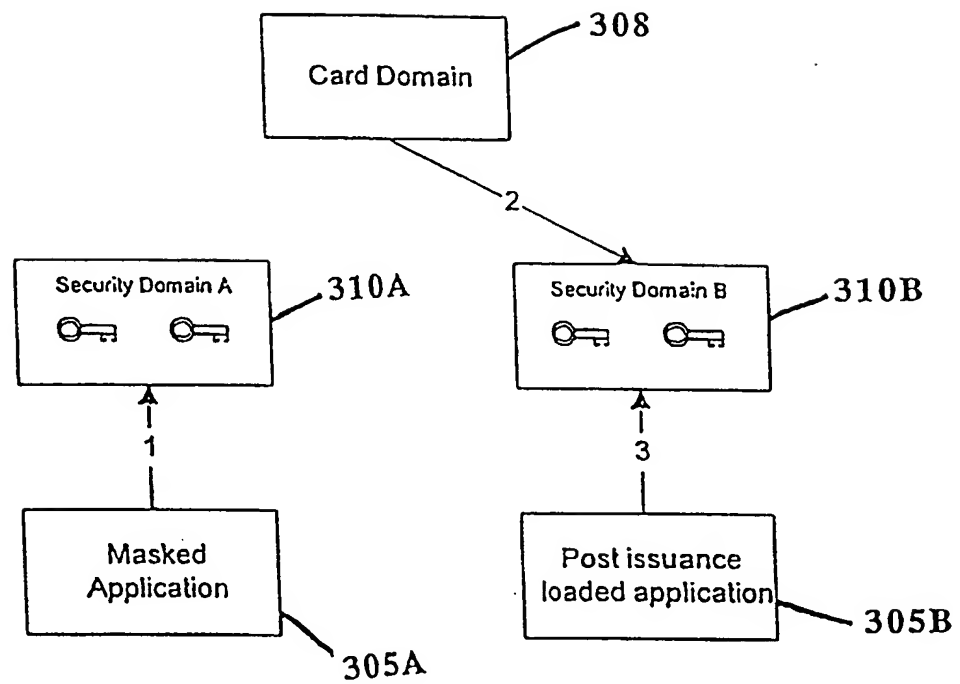 308
Card Domain
2
Security Domain A
310A
Security Domain B
310B
1
3
Masked
Application
305A
Post issuance
loaded application
305B